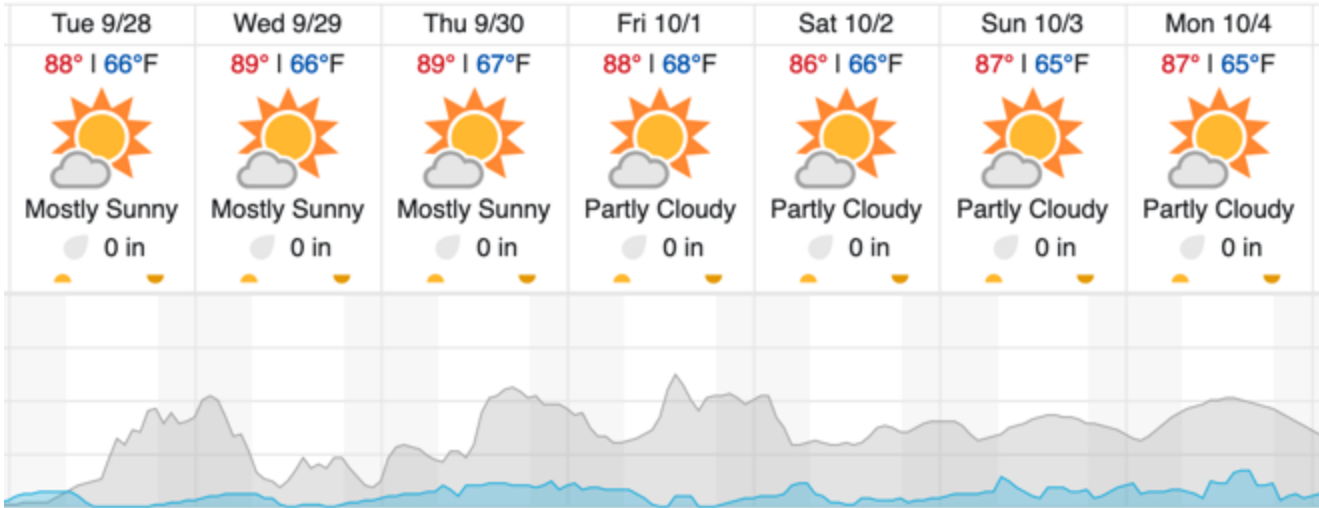 Tue 9/28 Wed 9/29 Thu 9/30 Fri 10/1 Sat 10/2 Sun 10/3 Mon 10/4
88° | 66°F 89° | 66°F 89° | 67°F 88° | 68°F 86° | 66°F 87° | 65°F 87° | 65°F
Mostly Sunny Mostly Sunny Mostly Sunny Partly Cloudy Partly Cloudy Partly Cloudy Partly Cloudy
0 in 0 in 0 in 0 in 0 in 0 in 0 in